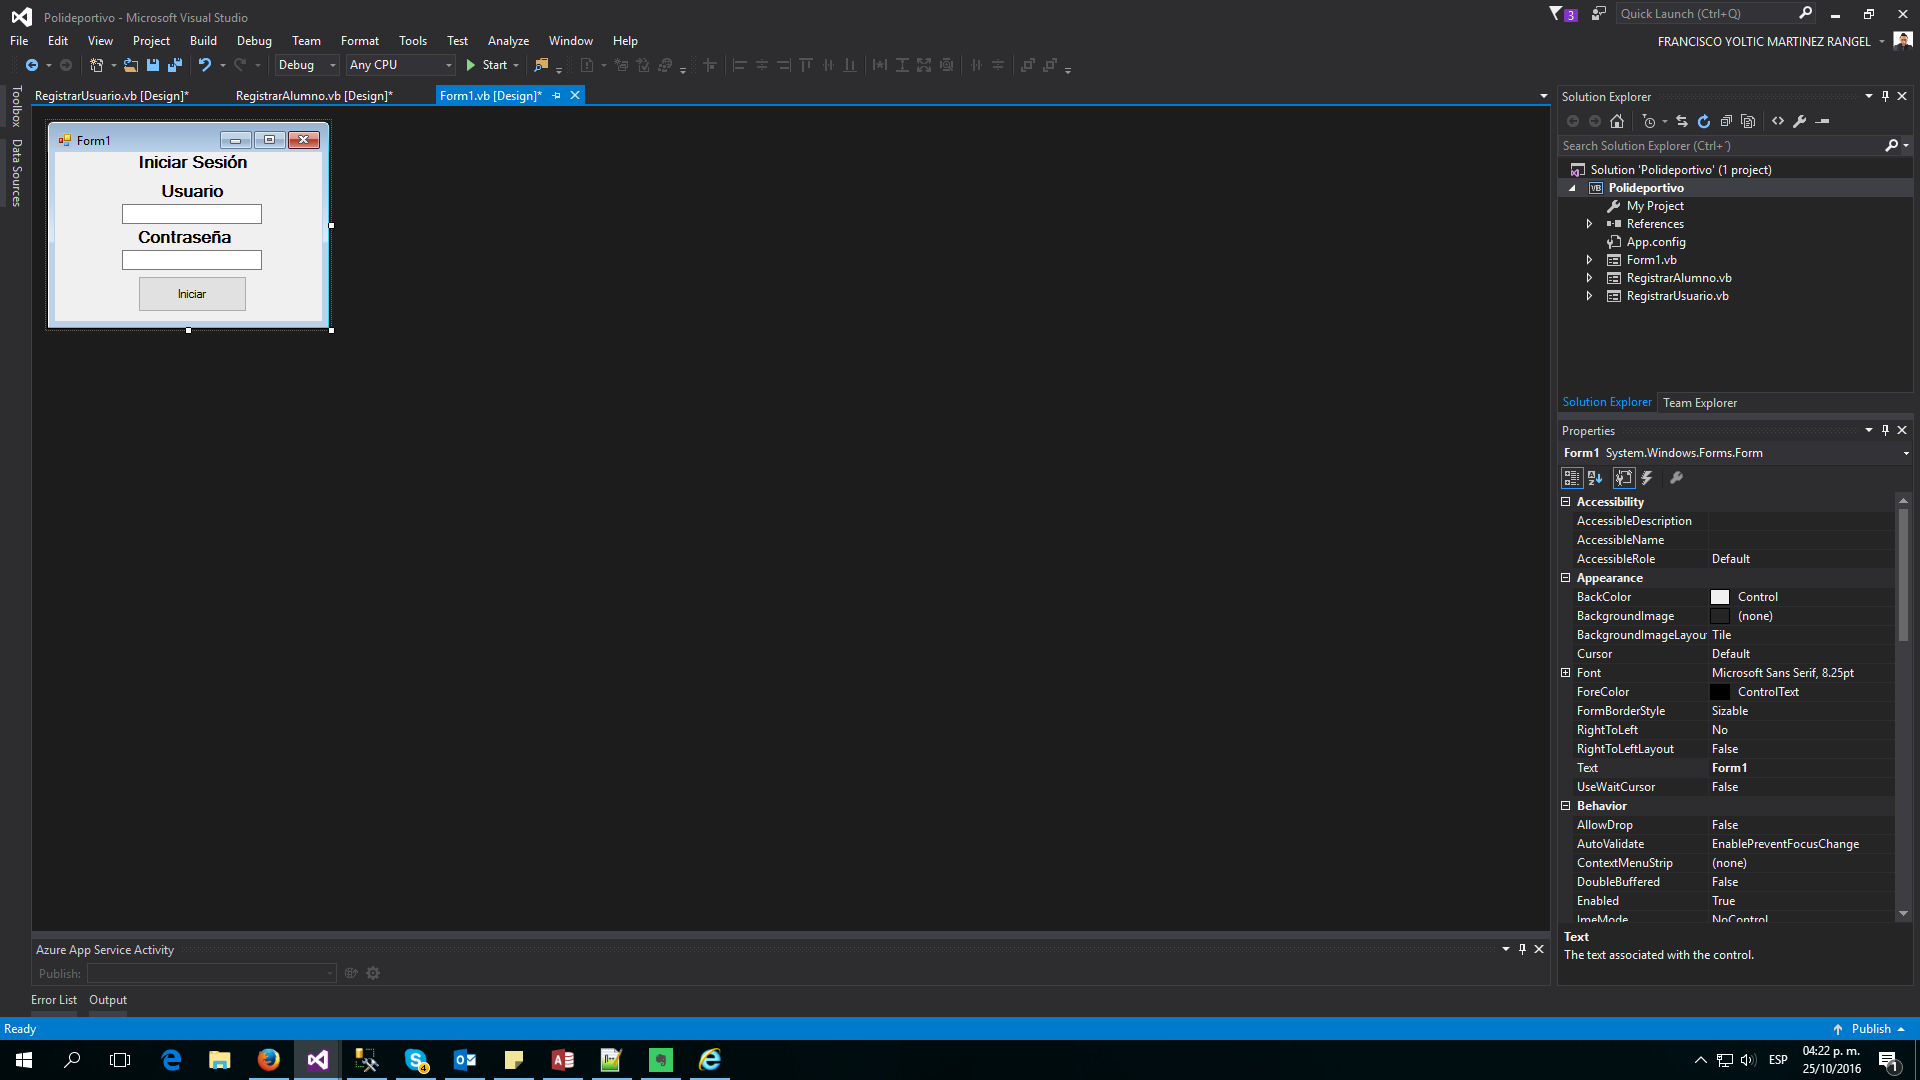 Polideportivo - Microsoft Visual Studio
3
Quick Launch (Ctrl+Q)
File Edit View Project Build Debug Team Format Tools Test Analyze Window Help
FRANCISCO YOLTIC MARTINEZ RANGEL
Debug Any CPU Start
Toolbox
Data Sources
RegistrarUsuario.vb [Design]* RegistrarAlumno.vb [Design]* Form1.vb [Design]*
Form1
Iniciar Sesión
Usuario
Contraseña
Iniciar
Solution Explorer
Search Solution Explorer (Ctrl+´)
Solution 'Polideportivo' (1 project)
VB Polideportivo
My Project
References
App.config
Form1.vb
RegistrarAlumno.vb
RegistrarUsuario.vb
Solution Explorer Team Explorer
Properties
Form1 System.Windows.Forms.Form
Accessibility
AccessibleDescription
AccessibleName
AccessibleRole Default
Appearance
BackColor Control
BackgroundImage (none)
BackgroundImageLayou Tile
Cursor Default
Font Microsoft Sans Serif, 8.25pt
ForeColor ControlText
FormBorderStyle Sizable
RightToLeft No
RightToLeftLayout False
Text Form1
UseWaitCursor False
Behavior
AllowDrop False
AutoValidate EnablePreventFocusChange
ContextMenuStrip (none)
DoubleBuffered False
Enabled True
ImeMode NoControl
Text
The text associated with the control.
Azure App Service Activity
Publish:
Error List Output
Ready
Publish
4
ESP
04:22 p. m.
25/10/2016
1